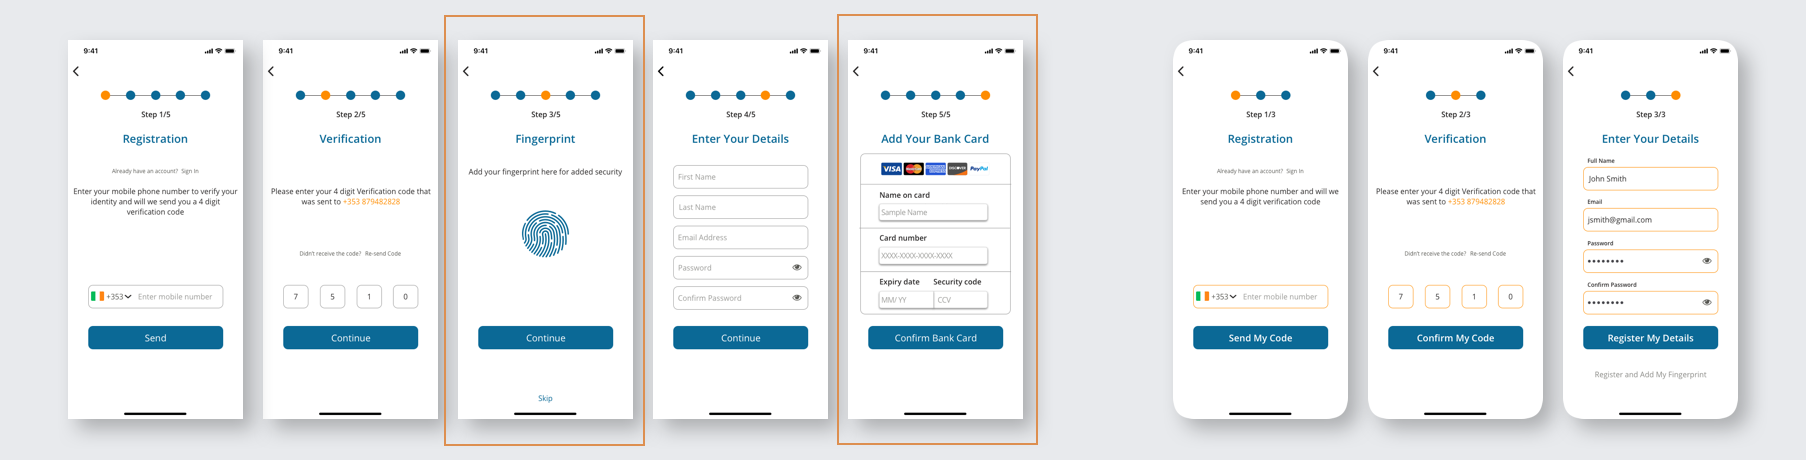 9:41
Step 1/5
Registration
Already have an account? Sign In
Enter your mobile phone number to verify your
identity and will we send you a 4 digit
verification code
+353 Enter mobile number
Send
9:41
Step 2/5
Verification
Please enter your 4 digit Verification code that
was sent to +353 879482828
Didn't receive the code? Re-send Code
7 5 1 0
Continue
9:41
Step 3/5
Fingerprint
Add your fingerprint here for added security
Continue
Skip
9:41
Step 4/5
Enter Your Details
First Name
Last Name
Email Address
Password
Confirm Password
Continue
9:41
Step 5/5
Add Your Bank Card
VISA MasterCard AMERICAN EXPRESS DISCOVER PayPal
Name on card
Sample Name
Card number
XXXX-XXXX-XXXX-XXXX
Expiry date Security code
MM/ YY CCV
Confirm Bank Card
9:41
Step 1/3
Registration
Already have an account? Sign In
Enter your mobile phone number and will we
send you a 4 digit verification code
+353 Enter mobile number
Send My Code
9:41
Step 2/3
Verification
Please enter your 4 digit Verification code that
was sent to +353 879482828
Didn't receive the code? Re-send Code
7 5 1 0
Confirm My Code
9:41
Step 3/3
Enter Your Details
Full Name
John Smith
Email
jsmith@gmail.com
Password
••••••••
Confirm Password
••••••••
Register My Details
Register and Add My Fingerprint